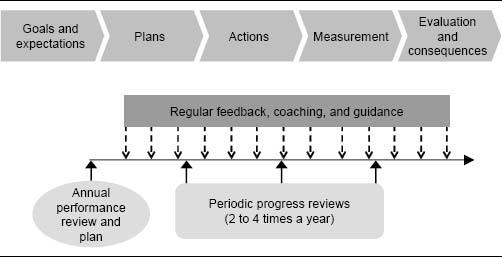 Goals and
expectations
Plans
Actions
Measurement
Evaluation
and
consequences
Regular feedback, coaching, and guidance
Annual
performance
review and
plan
Periodic progress reviews
(2 to 4 times a year)